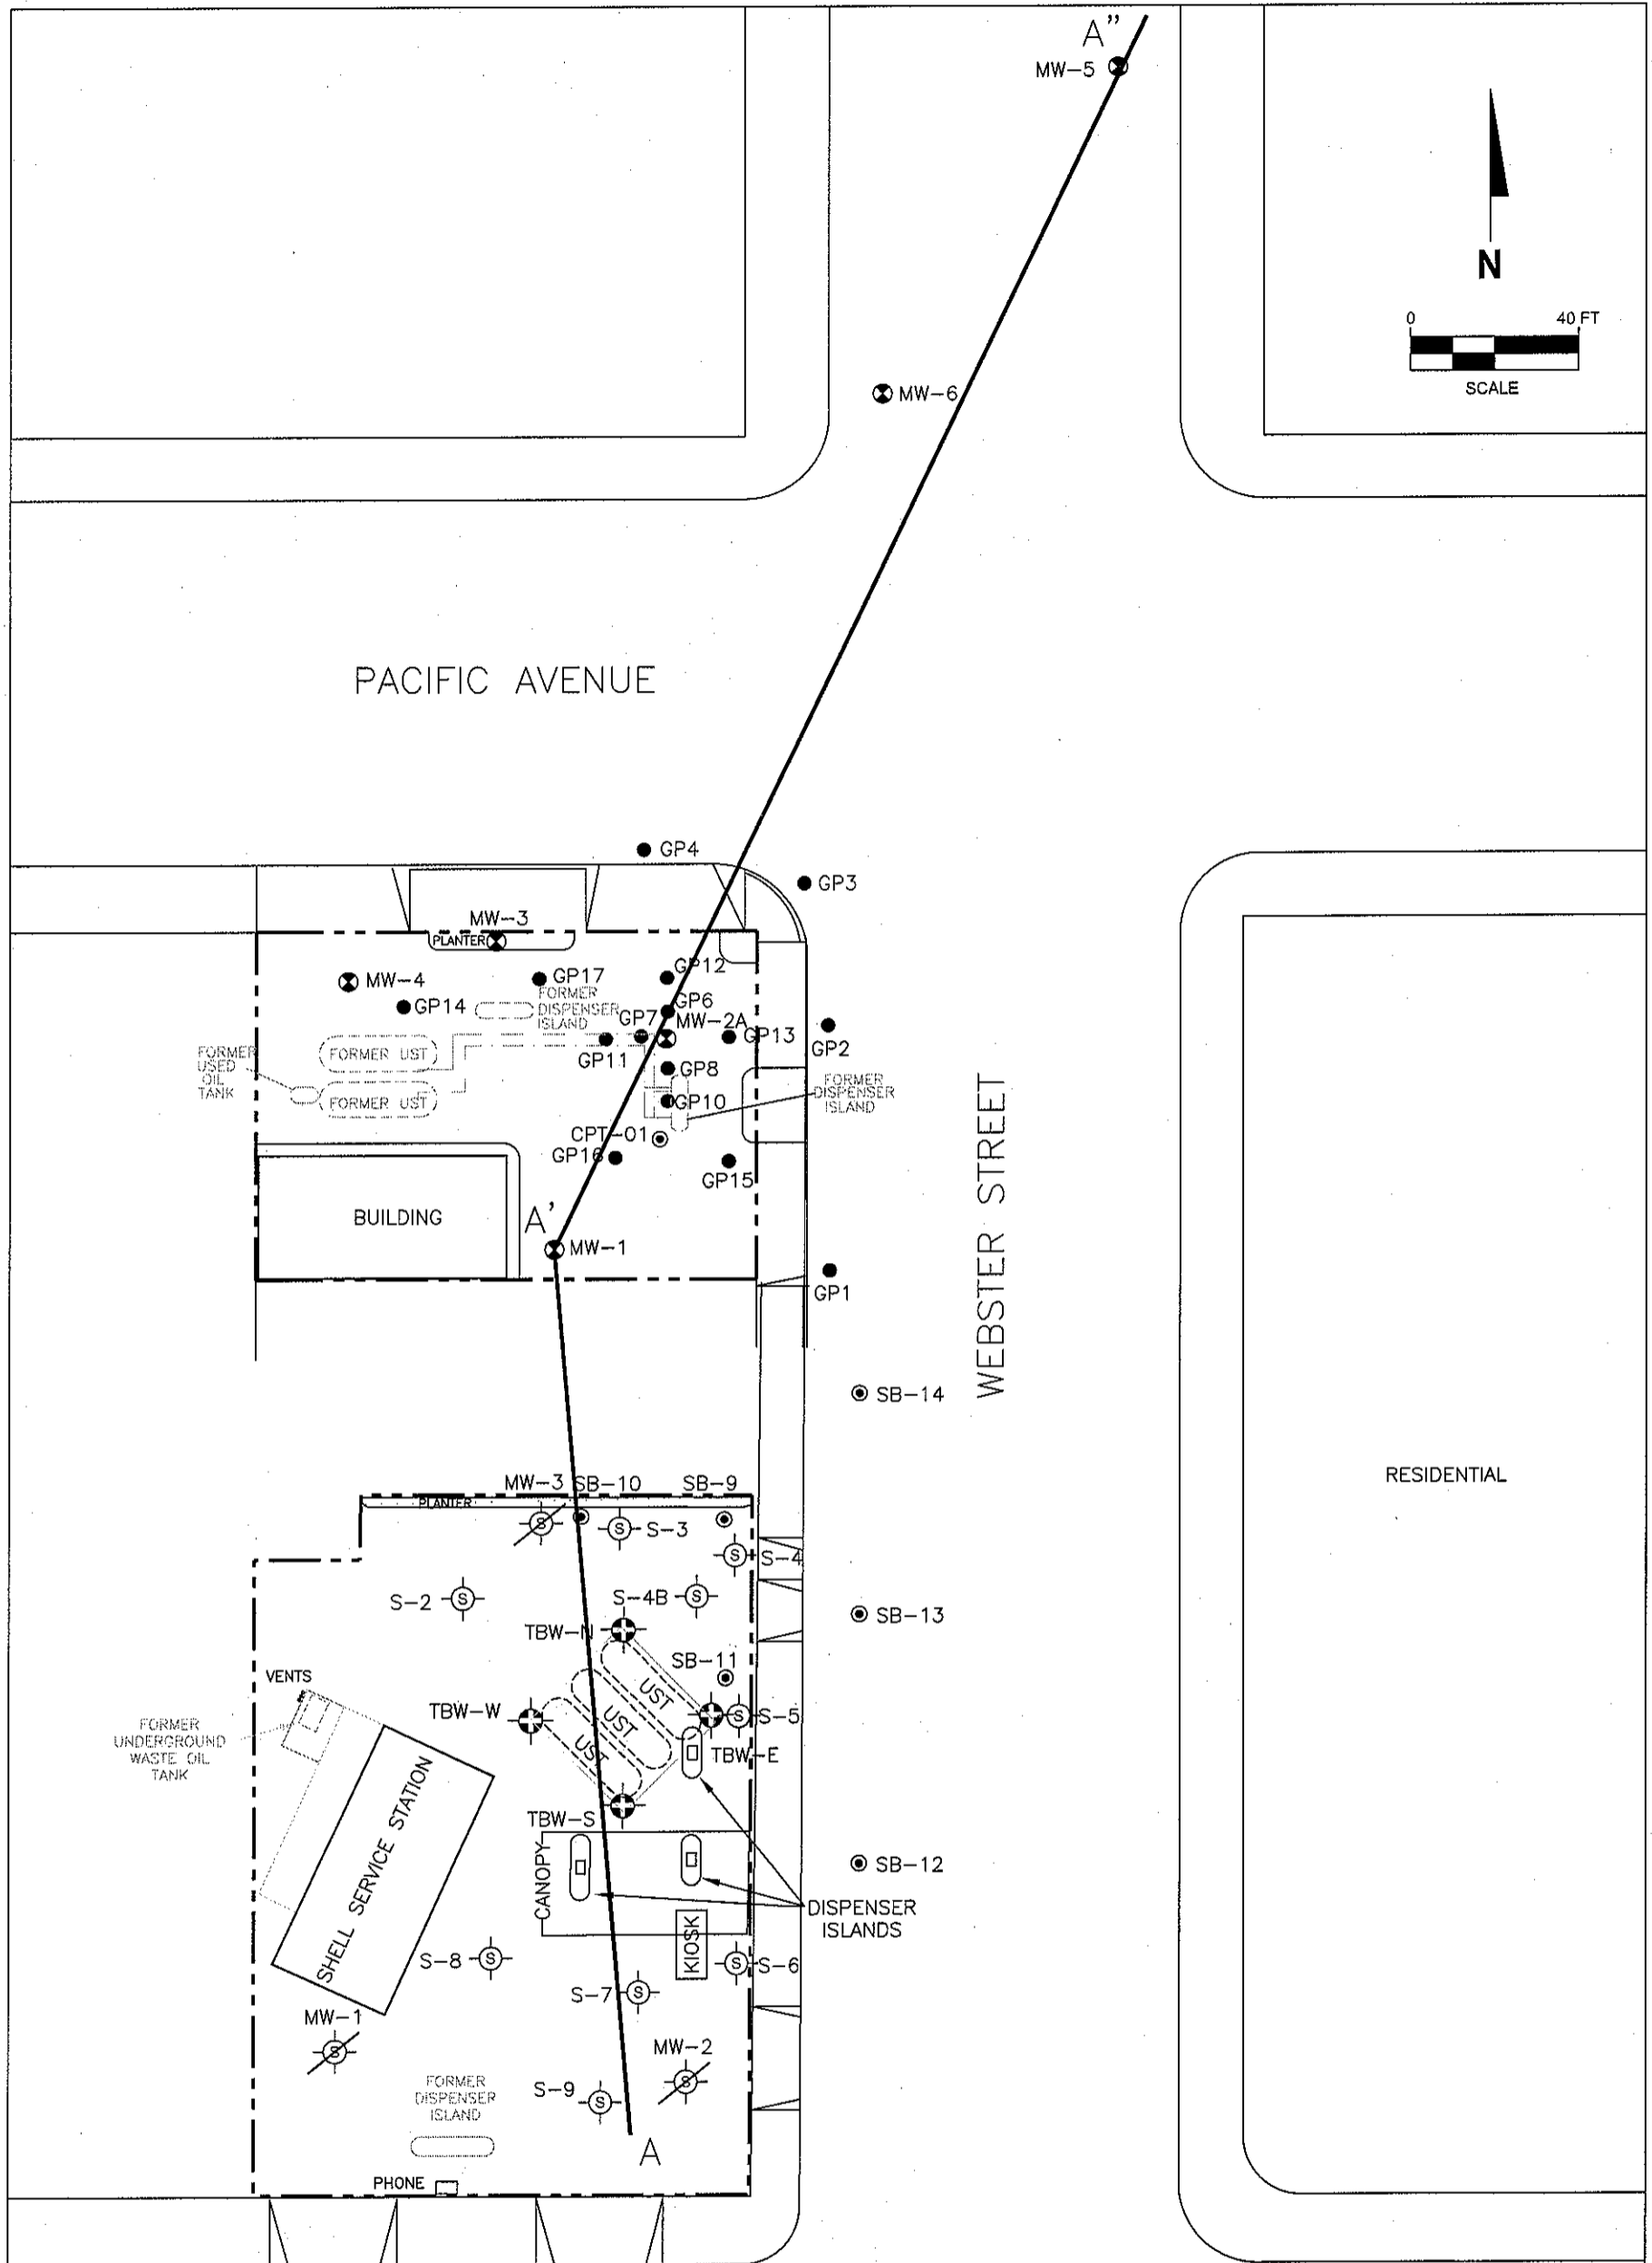 A”
MW-5
N
0 40 FT
SCALE
MW-6
PACIFIC AVENUE
GP4
GP3
MW-3
PLANTER
MW-4
GP17
GP12
GP14
FORMER
DISPENSER
ISLAND
GP6
GP7
MW-2A
GP13
GP2
GP11
FORMER
USED
OIL
TANK
FORMER UST
FORMER UST
GP8
GP10
FORMER
DISPENSER
ISLAND
CPT-01
GP16
GP15
BUILDING
A’
MW-1
GP1
WEBSTER STREET
SB-14
RESIDENTIAL
MW-3
SB-10
SB-9
PLANTER
S-3
S-4
S-2
S-4B
SB-13
TBW-N
SB-11
VENTS
UST
UST
UST
TBW-W
S-5
TBW-E
FORMER
UNDERGROUND
WASTE OIL
TANK
SHELL SERVICE STATION
TBW-S
CANOPY
SB-12
DISPENSER
ISLANDS
KIOSK
S-8
S-6
S-7
MW-1
MW-2
FORMER
DISPENSER
ISLAND
S-9
A
PHONE